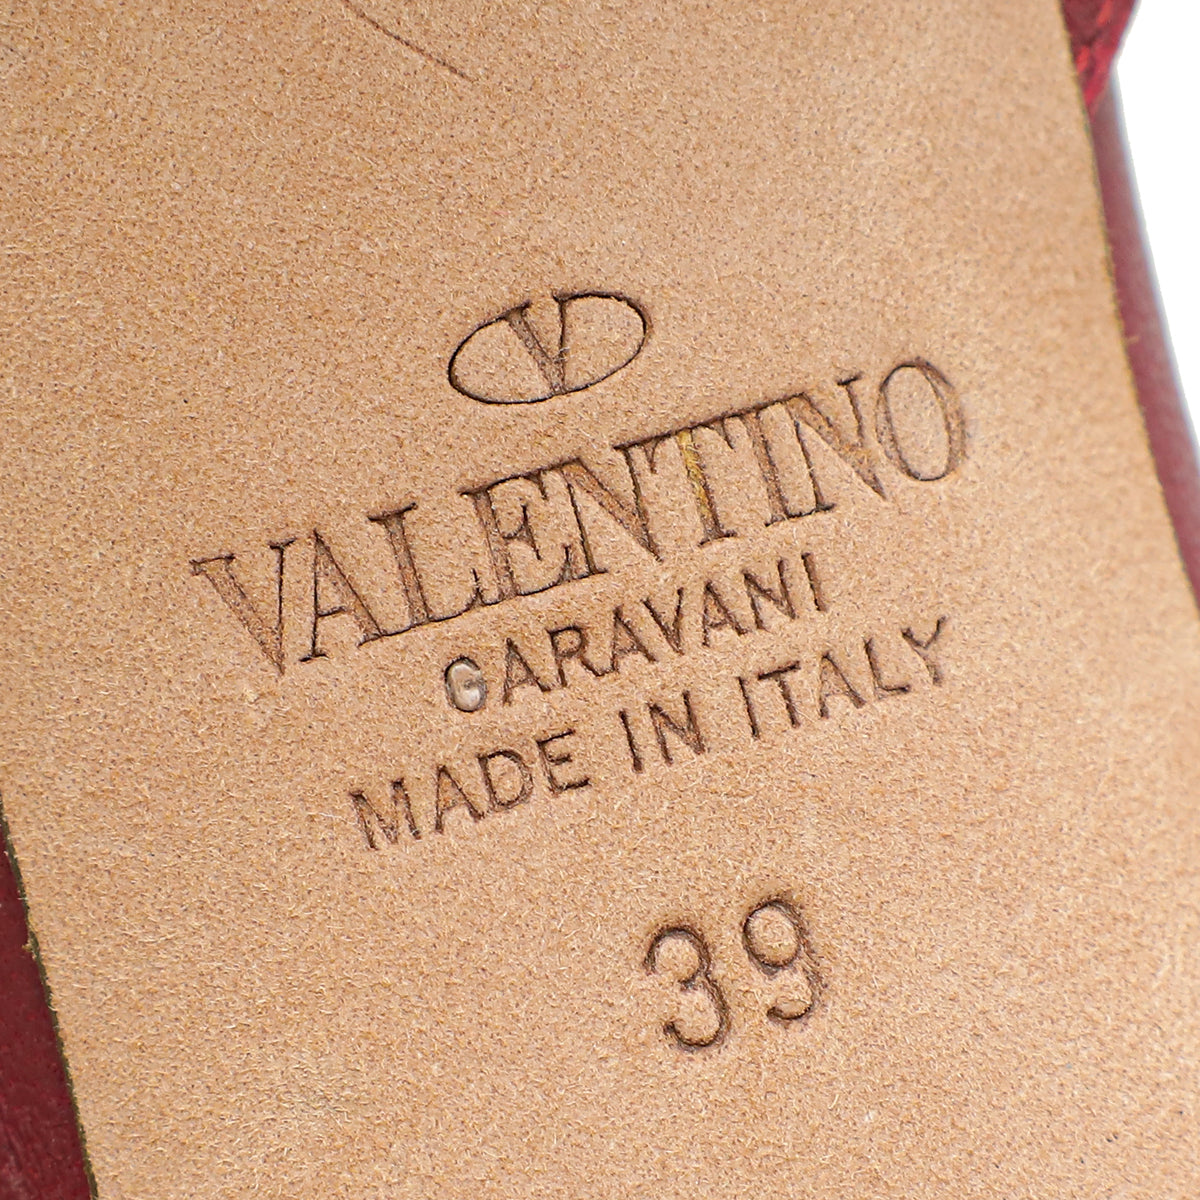 V
VALENTINO
GARAVANI
MADE IN ITALY
39